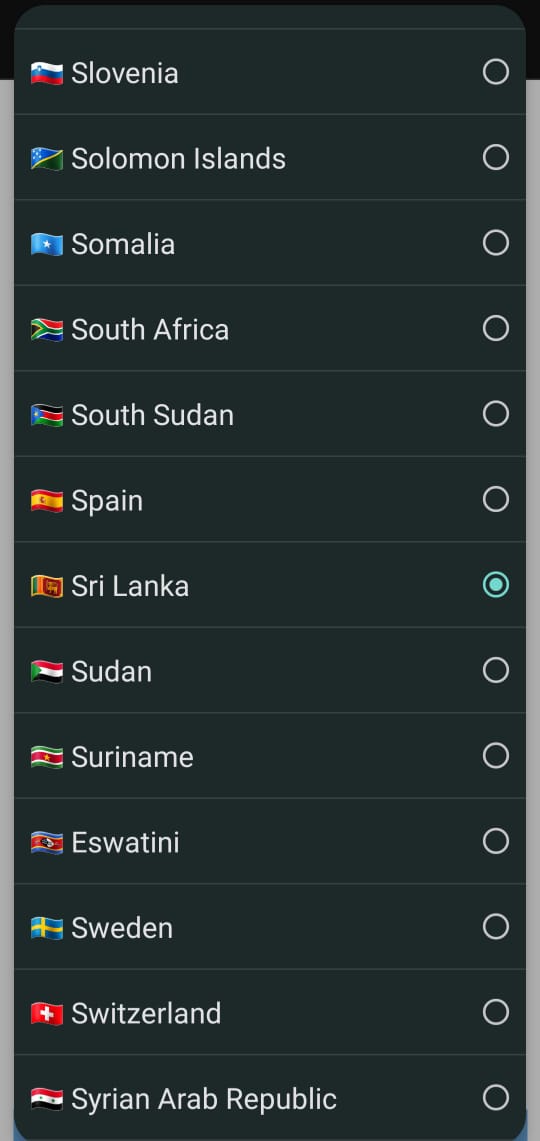 Slovenia
Solomon Islands
Somalia
South Africa
South Sudan
Spain
Sri Lanka
Sudan
Suriname
Eswatini
Sweden
Switzerland
Syrian Arab Republic